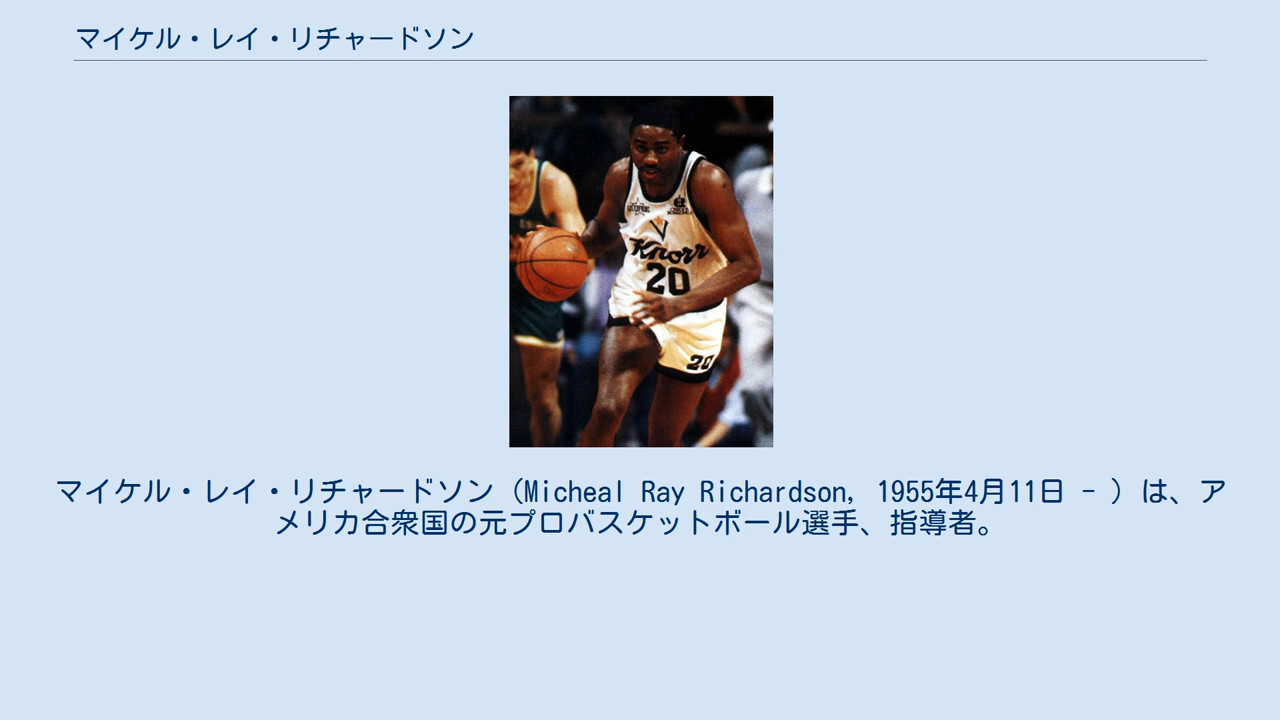 マイケル・レイ・リチャードソン
Knorr
20
20
マイケル・レイ・リチャードソン（Micheal Ray Richardson, 1955年4月11日 - ）は、ア
メリカ合衆国の元プロバスケットボール選手、指導者。